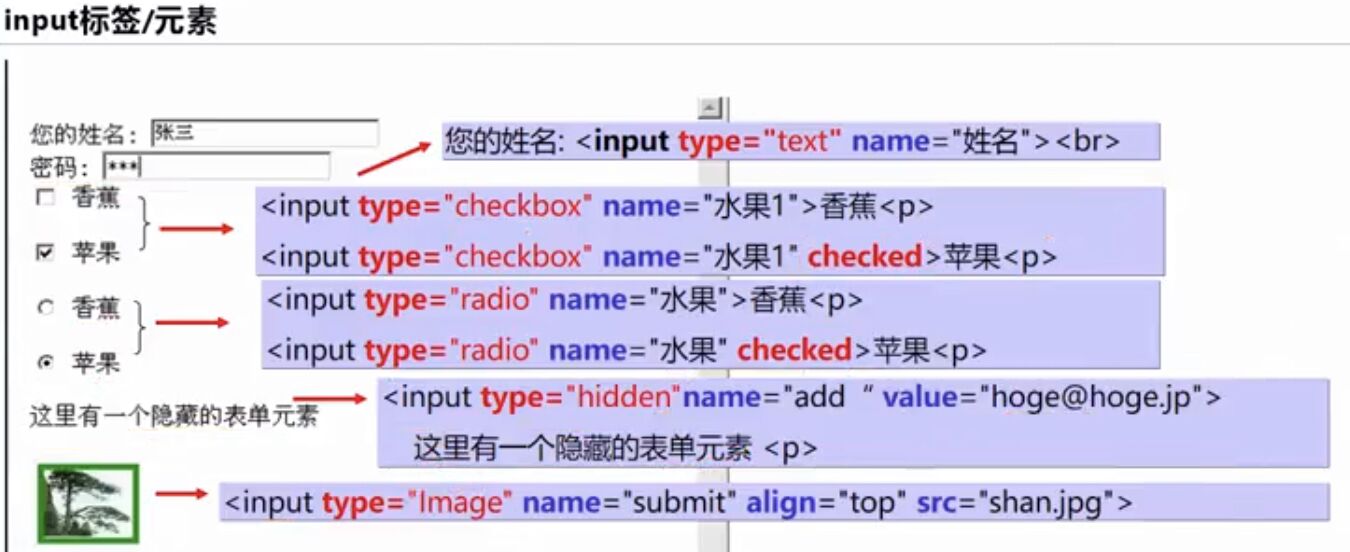 input标签/元素
您的姓名: 张三
密码: ***
香蕉
苹果
香蕉
苹果
这里有一个隐藏的表单元素
您的姓名: <input type="text" name="姓名"><br>
<input type="checkbox" name="水果1">香蕉<p>
<input type="checkbox" name="水果1" checked>苹果<p>
<input type="radio" name="水果">香蕉<p>
<input type="radio" name="水果" checked>苹果<p>
<input type="hidden"name="add “ value="hoge@hoge.jp">
这里有一个隐藏的表单元素 <p>
<input type="Image" name="submit" align="top" src="shan.jpg">